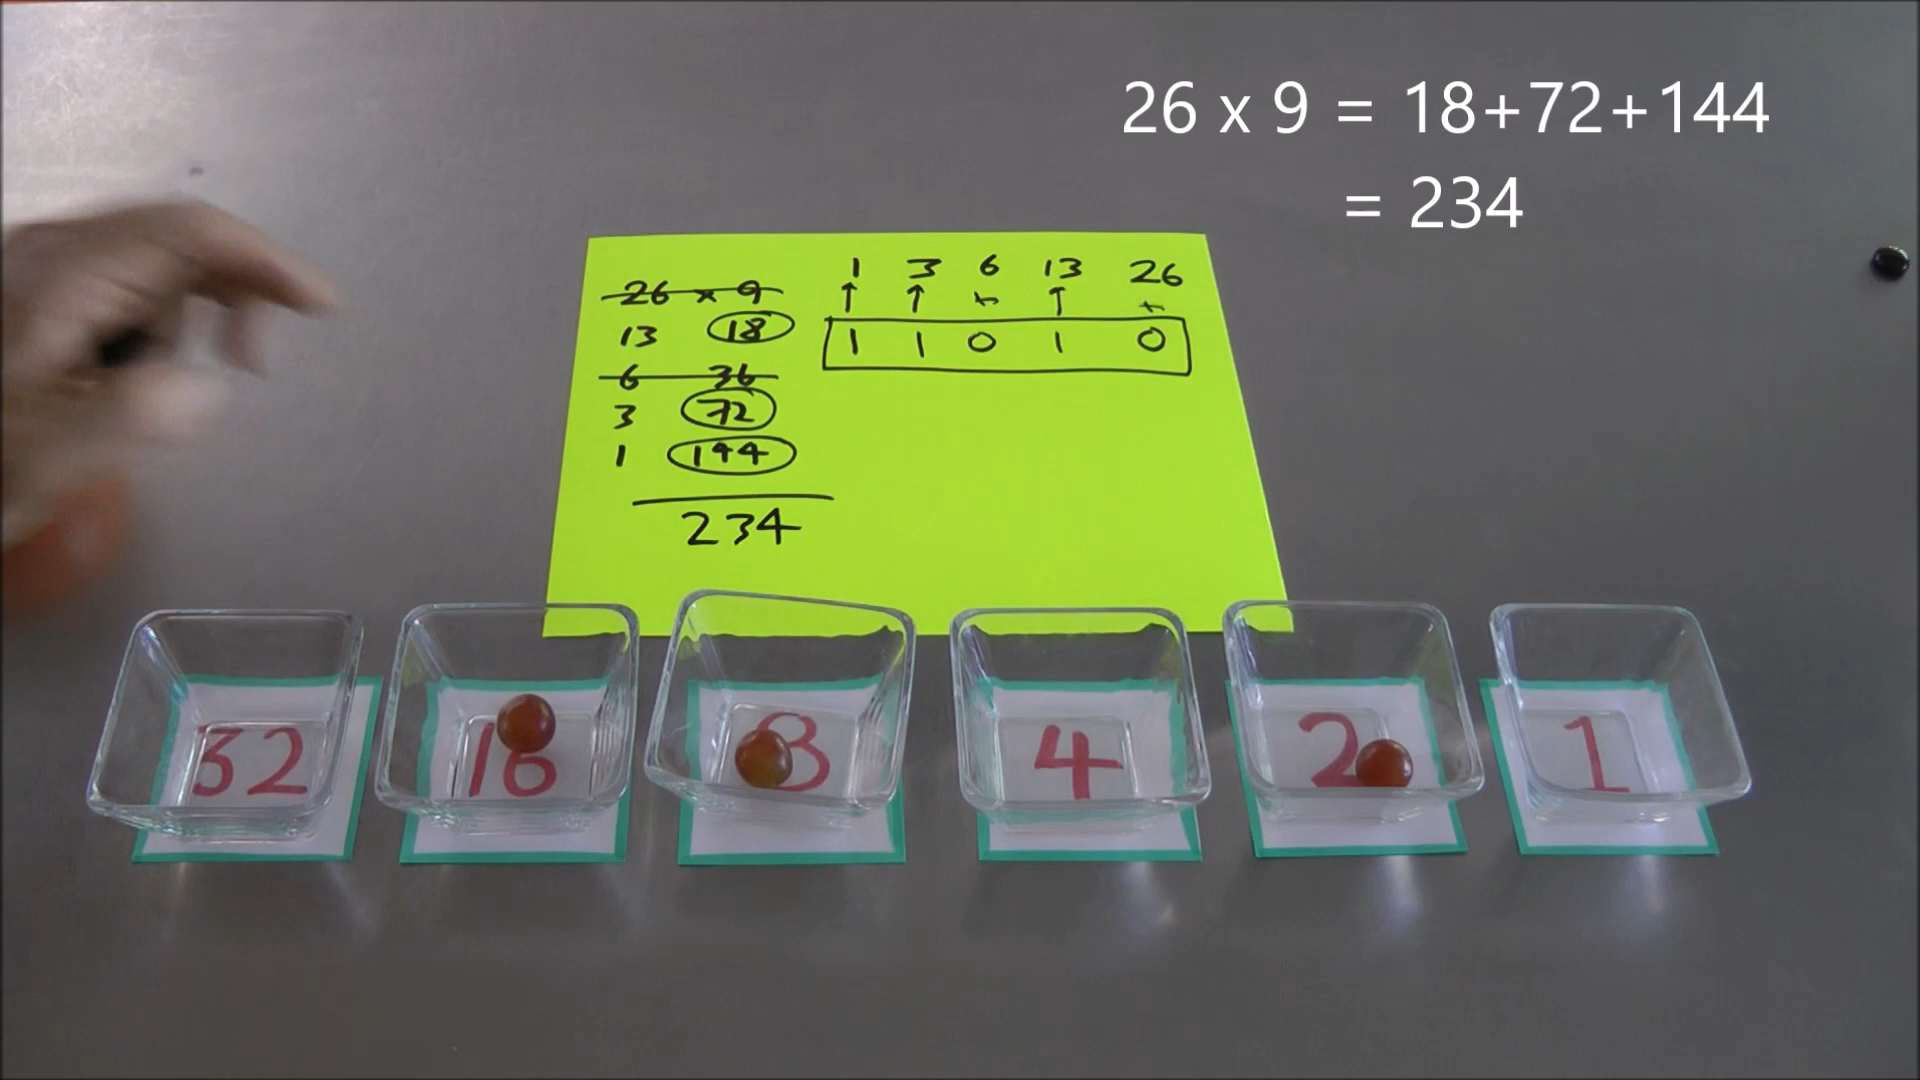 26 x 9 = 18+72+144
= 234
26 x 9
13 18
6 36
3 72
1 144
234
1 3 6 13 26
1 1 0 1 0
32 16 8 4 2 1